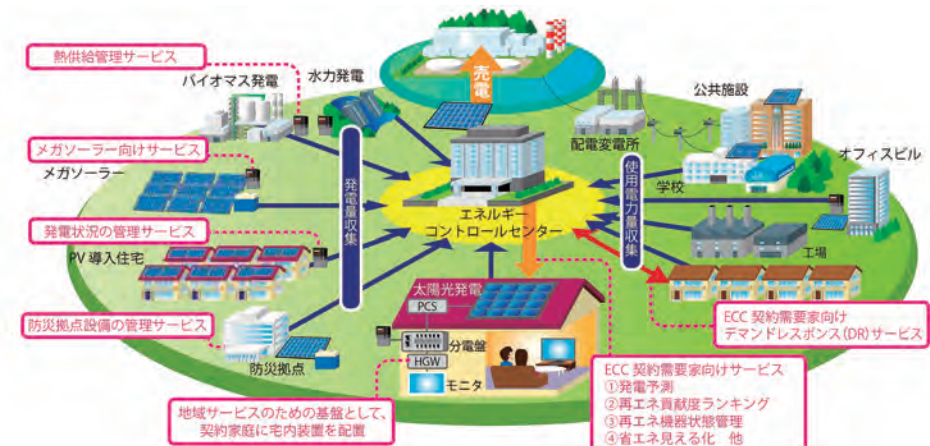 売電
熱供給管理サービス
バイオマス発電
水力発電
公共施設
配電変電所
メガソーラー向けサービス
メガソーラー
オフィスビル
学校
発電量収集
使用電力量収集
エネルギー
コントロールセンター
発電状況の管理サービス
PV 導入住宅
工場
太陽光発電
PCS
分電盤
HGW
モニタ
防災拠点設備の管理サービス
防災拠点
ECC 契約需要家向け
デマンドレスポンス(DR)サービス
地域サービスのための基盤として、
契約家庭に宅内装置を配置
ECC 契約需要家向けサービス
①発電予測
②再エネ貢献度ランキング
③再エネ機器状態管理
④省エネ見える化 他